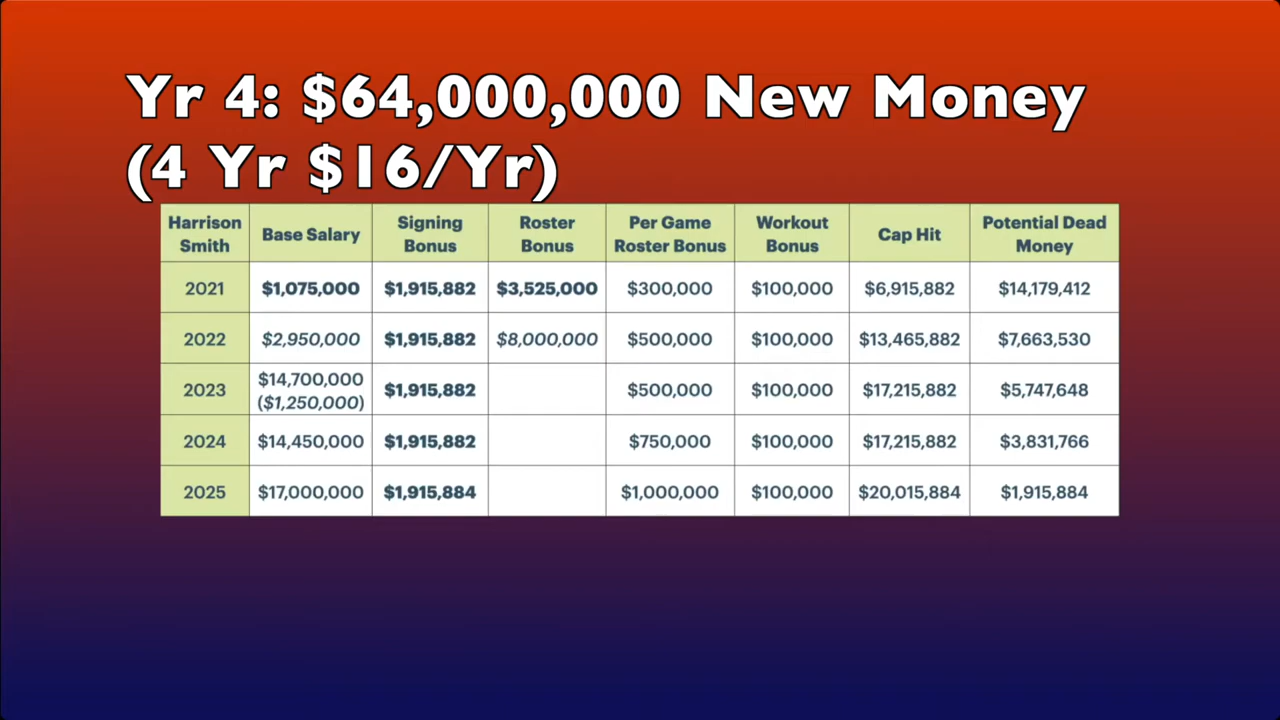 Yr 4: $64,000,000 New Money
(4 Yr $16/Yr)
Harrison Smith Base Salary Signing Bonus Roster Bonus Per Game Roster Bonus Workout Bonus Cap Hit Potential Dead Money
2021 $1,075,000 $1,915,882 $3,525,000 $300,000 $100,000 $6,915,882 $14,179,412
2022 $2,950,000 $1,915,882 $8,000,000 $500,000 $100,000 $13,465,882 $7,663,530
2023 $14,700,000 ($1,250,000) $1,915,882 $500,000 $100,000 $17,215,882 $5,747,648
2024 $14,450,000 $1,915,882 $750,000 $100,000 $17,215,882 $3,831,766
2025 $17,000,000 $1,915,884 $1,000,000 $100,000 $20,015,884 $1,915,884